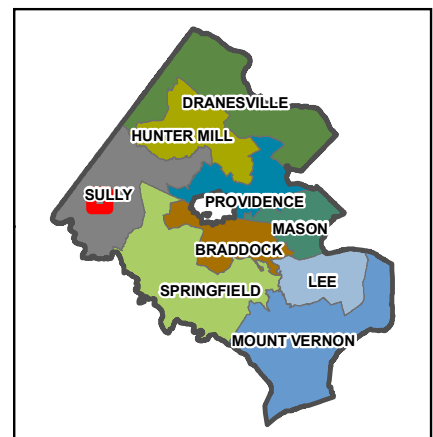 DRANESVILLE
HUNTER MILL
SULLY
PROVIDENCE
MASON
BRADDOCK
LEE
SPRINGFIELD
MOUNT VERNON